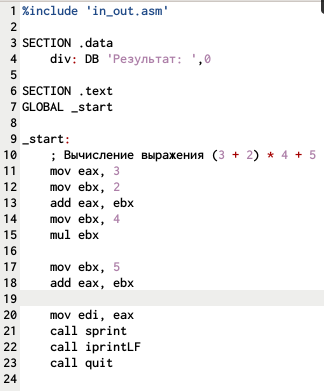 1 %include 'in_out.asm'
2
3 SECTION .data
4 div: DB 'Результат: ',0
5
6 SECTION .text
7 GLOBAL _start
8
9 _start:
10 ; Вычисление выражения (3 + 2) * 4 + 5
11 mov eax, 3
12 mov ebx, 2
13 add eax, ebx
14 mov ebx, 4
15 mul ebx
16
17 mov ebx, 5
18 add eax, ebx
19
20 mov edi, eax
21 call sprint
22 call iprintLF
23 call quit
24